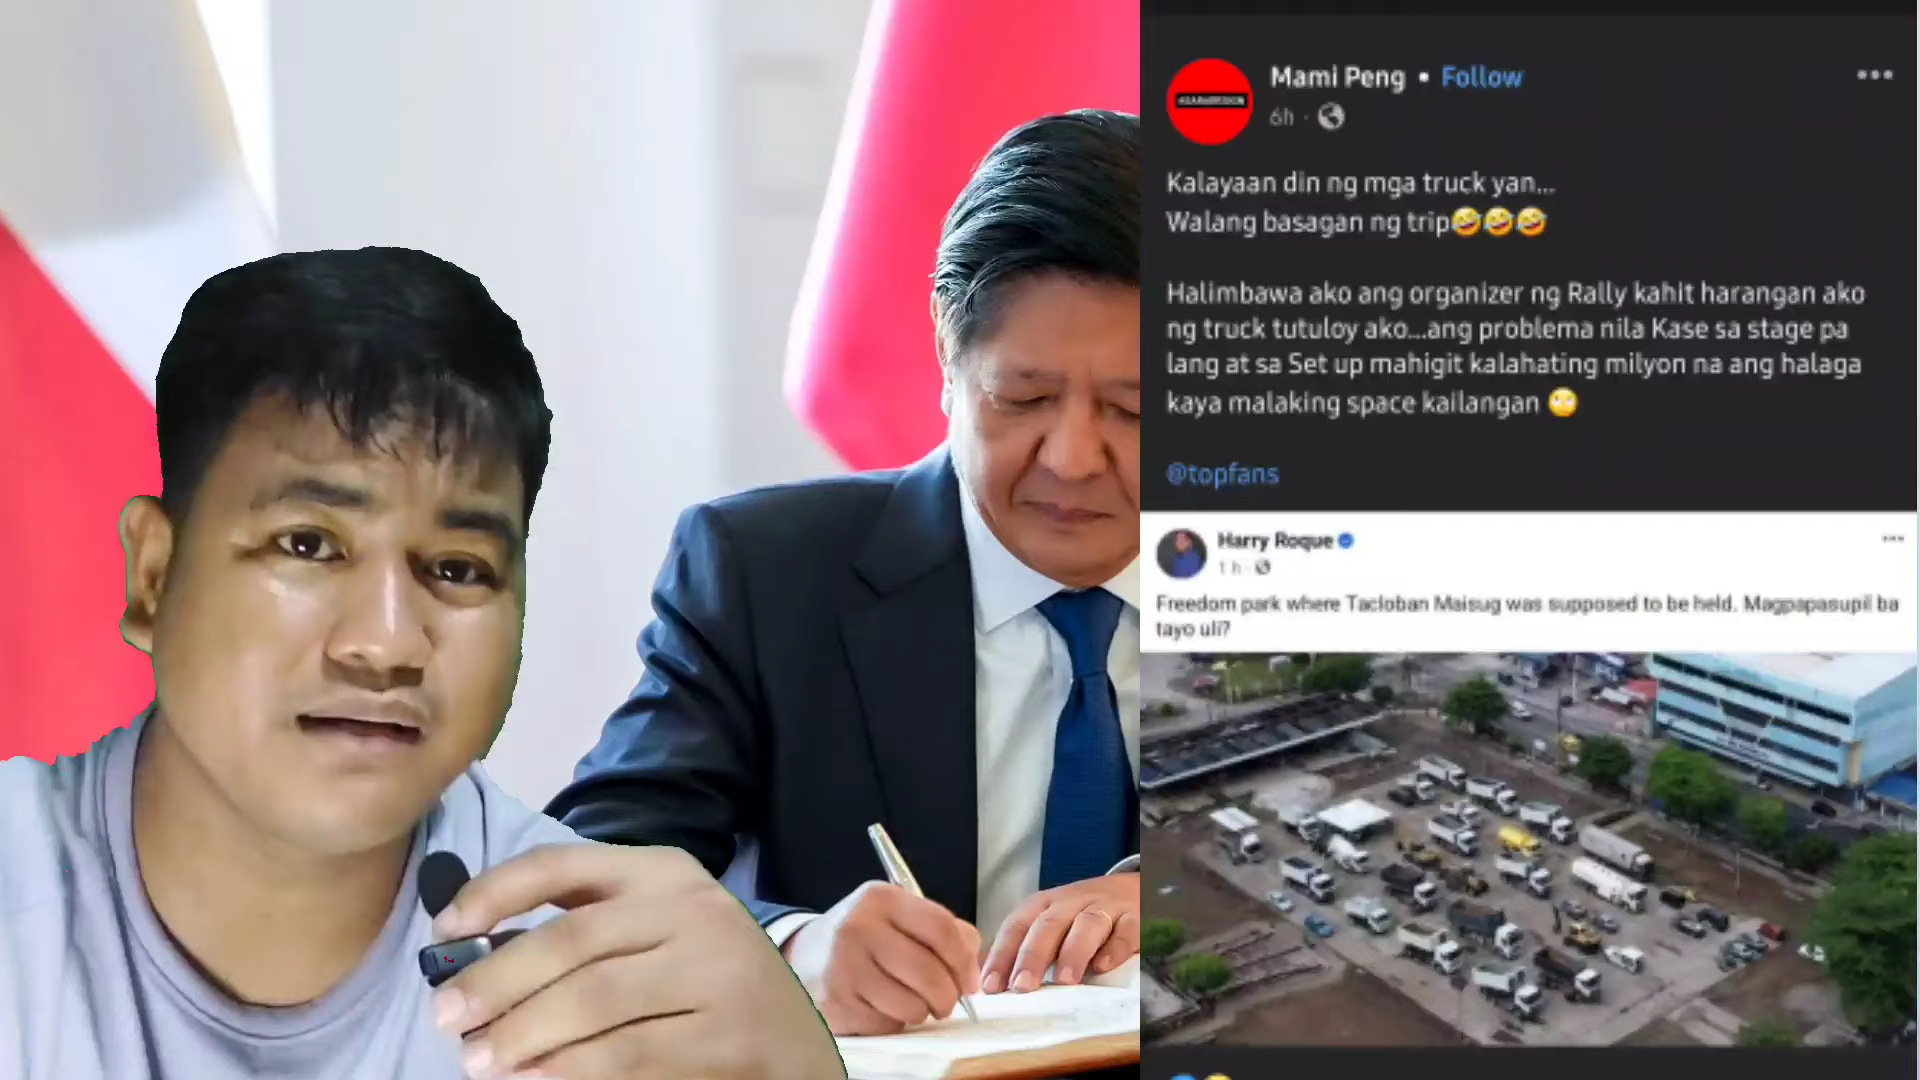 Mami Peng • Follow
6h ·
Kalayaan din ng mga truck yan...
Walang basagan ng trip🤣🤣🤣
Halimbawa ako ang organizer ng Rally kahit harangan ako
ng truck tutuloy ako...ang problema nila Kase sa stage pa
lang at sa Set up mahigit kalahating milyon na ang halaga
kaya malaking space kailangan 🙄
@topfans
Harry Roque
1 h ·
Freedom park where Tacloban Maisug was supposed to be held. Magpapasupil ba
tayo uli?